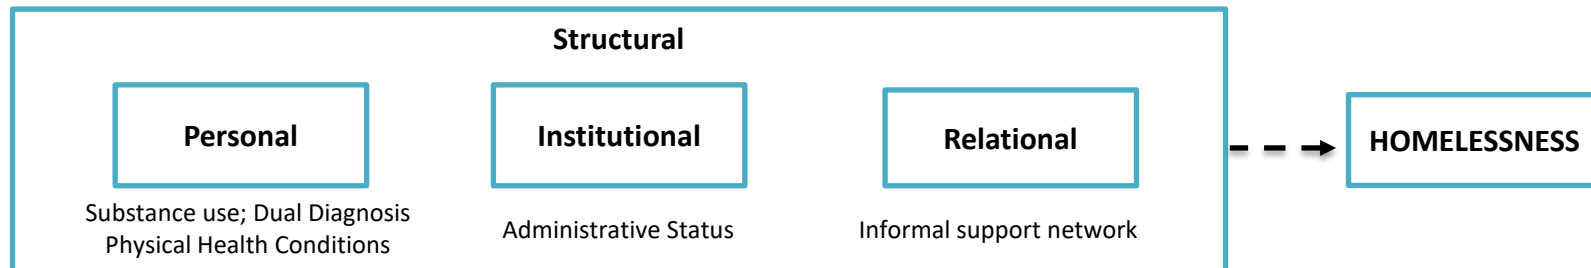 Structural
Personal
Institutional
Relational
HOMELESSNESS
Substance use; Dual Diagnosis
Physical Health Conditions
Administrative Status
Informal support network